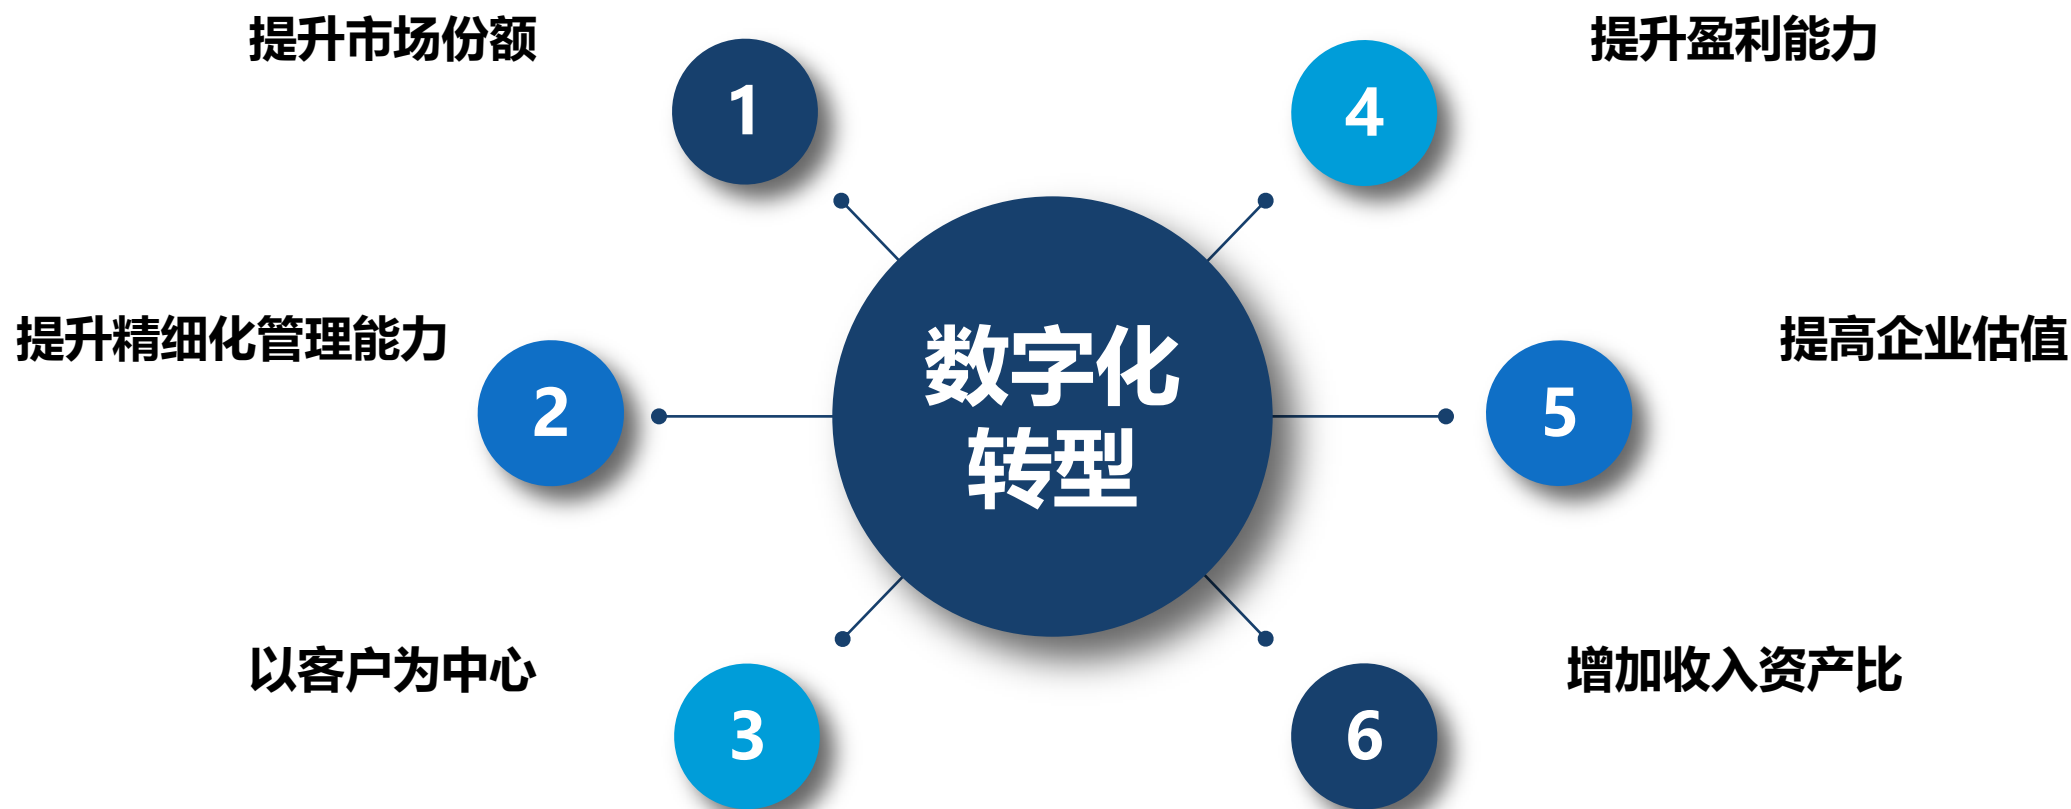 提升市场份额
1
提升精细化管理能力
2
以客户为中心
3
数字化
转型
提升盈利能力
4
提高企业估值
5
增加收入资产比
6